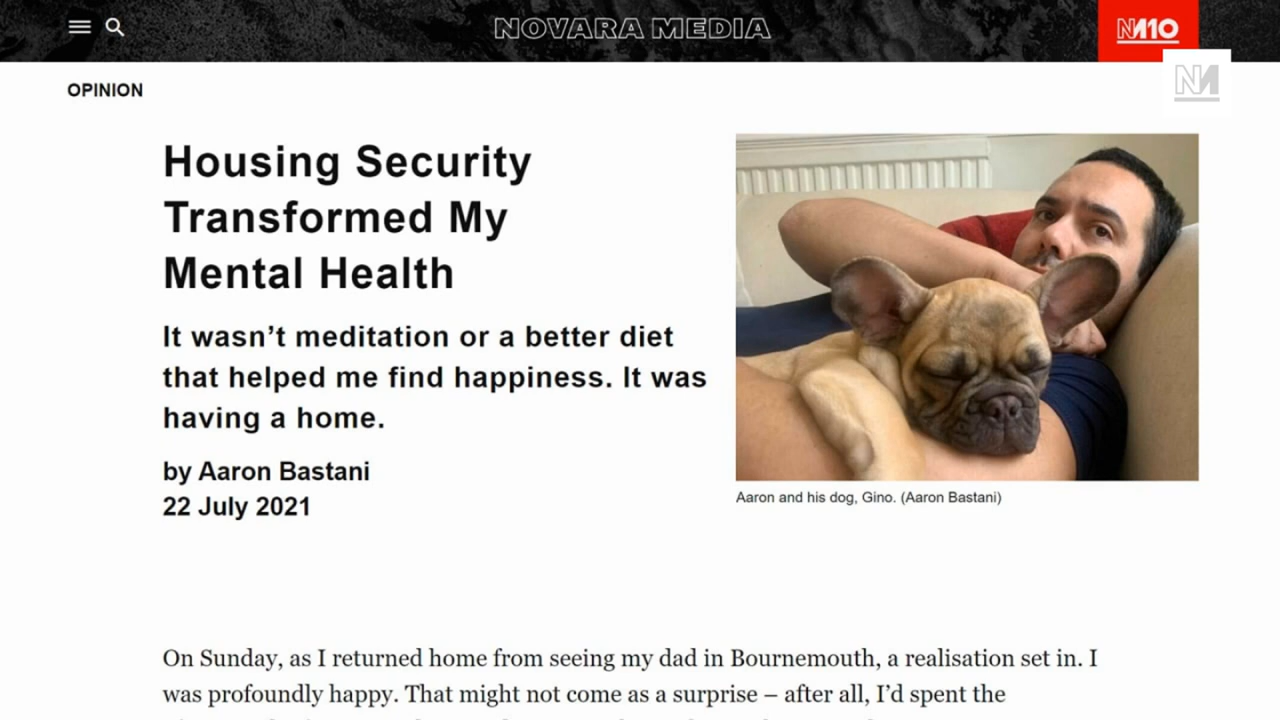 NOVARA MEDIA
NM10
NM
OPINION
Housing Security
Transformed My
Mental Health
It wasn’t meditation or a better diet
that helped me find happiness. It was
having a home.
by Aaron Bastani
22 July 2021
Aaron and his dog, Gino. (Aaron Bastani)
On Sunday, as I returned home from seeing my dad in Bournemouth, a realisation set in. I
was profoundly happy. That might not come as a surprise – after all, I’d spent the